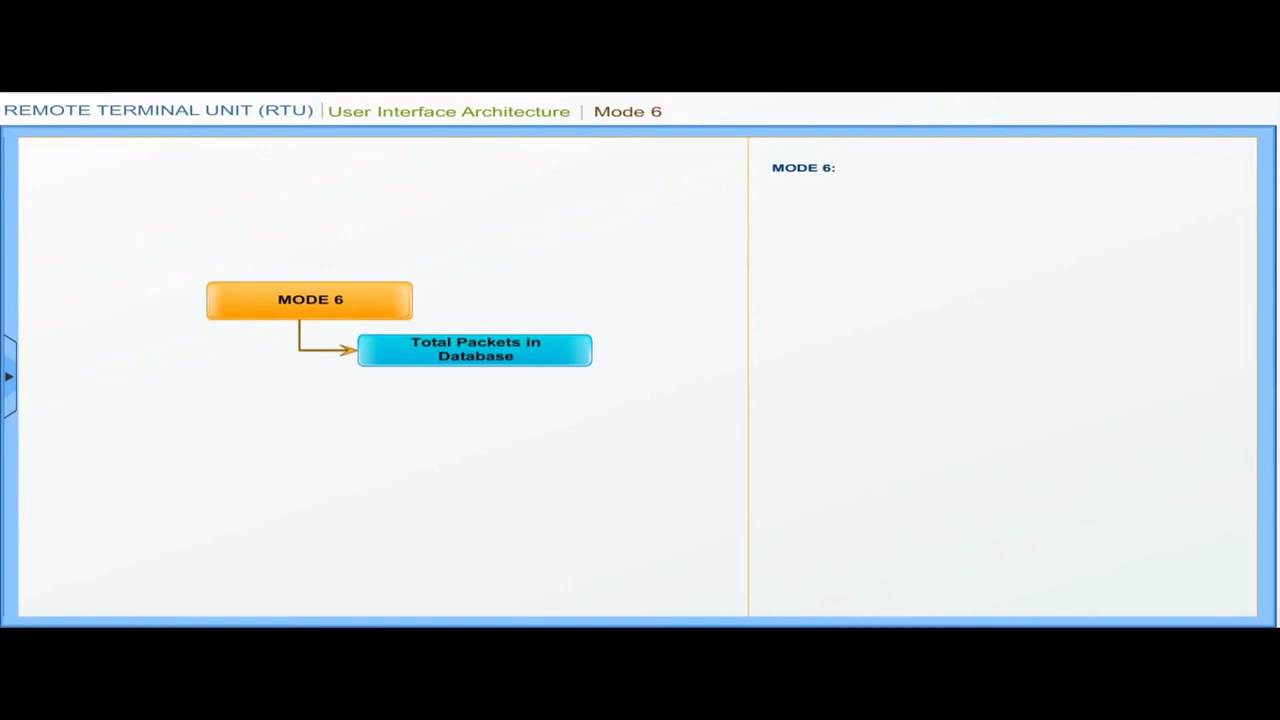 REMOTE TERMINAL UNIT (RTU) | User Interface Architecture | Mode 6
MODE 6:
MODE 6
Total Packets in
Database